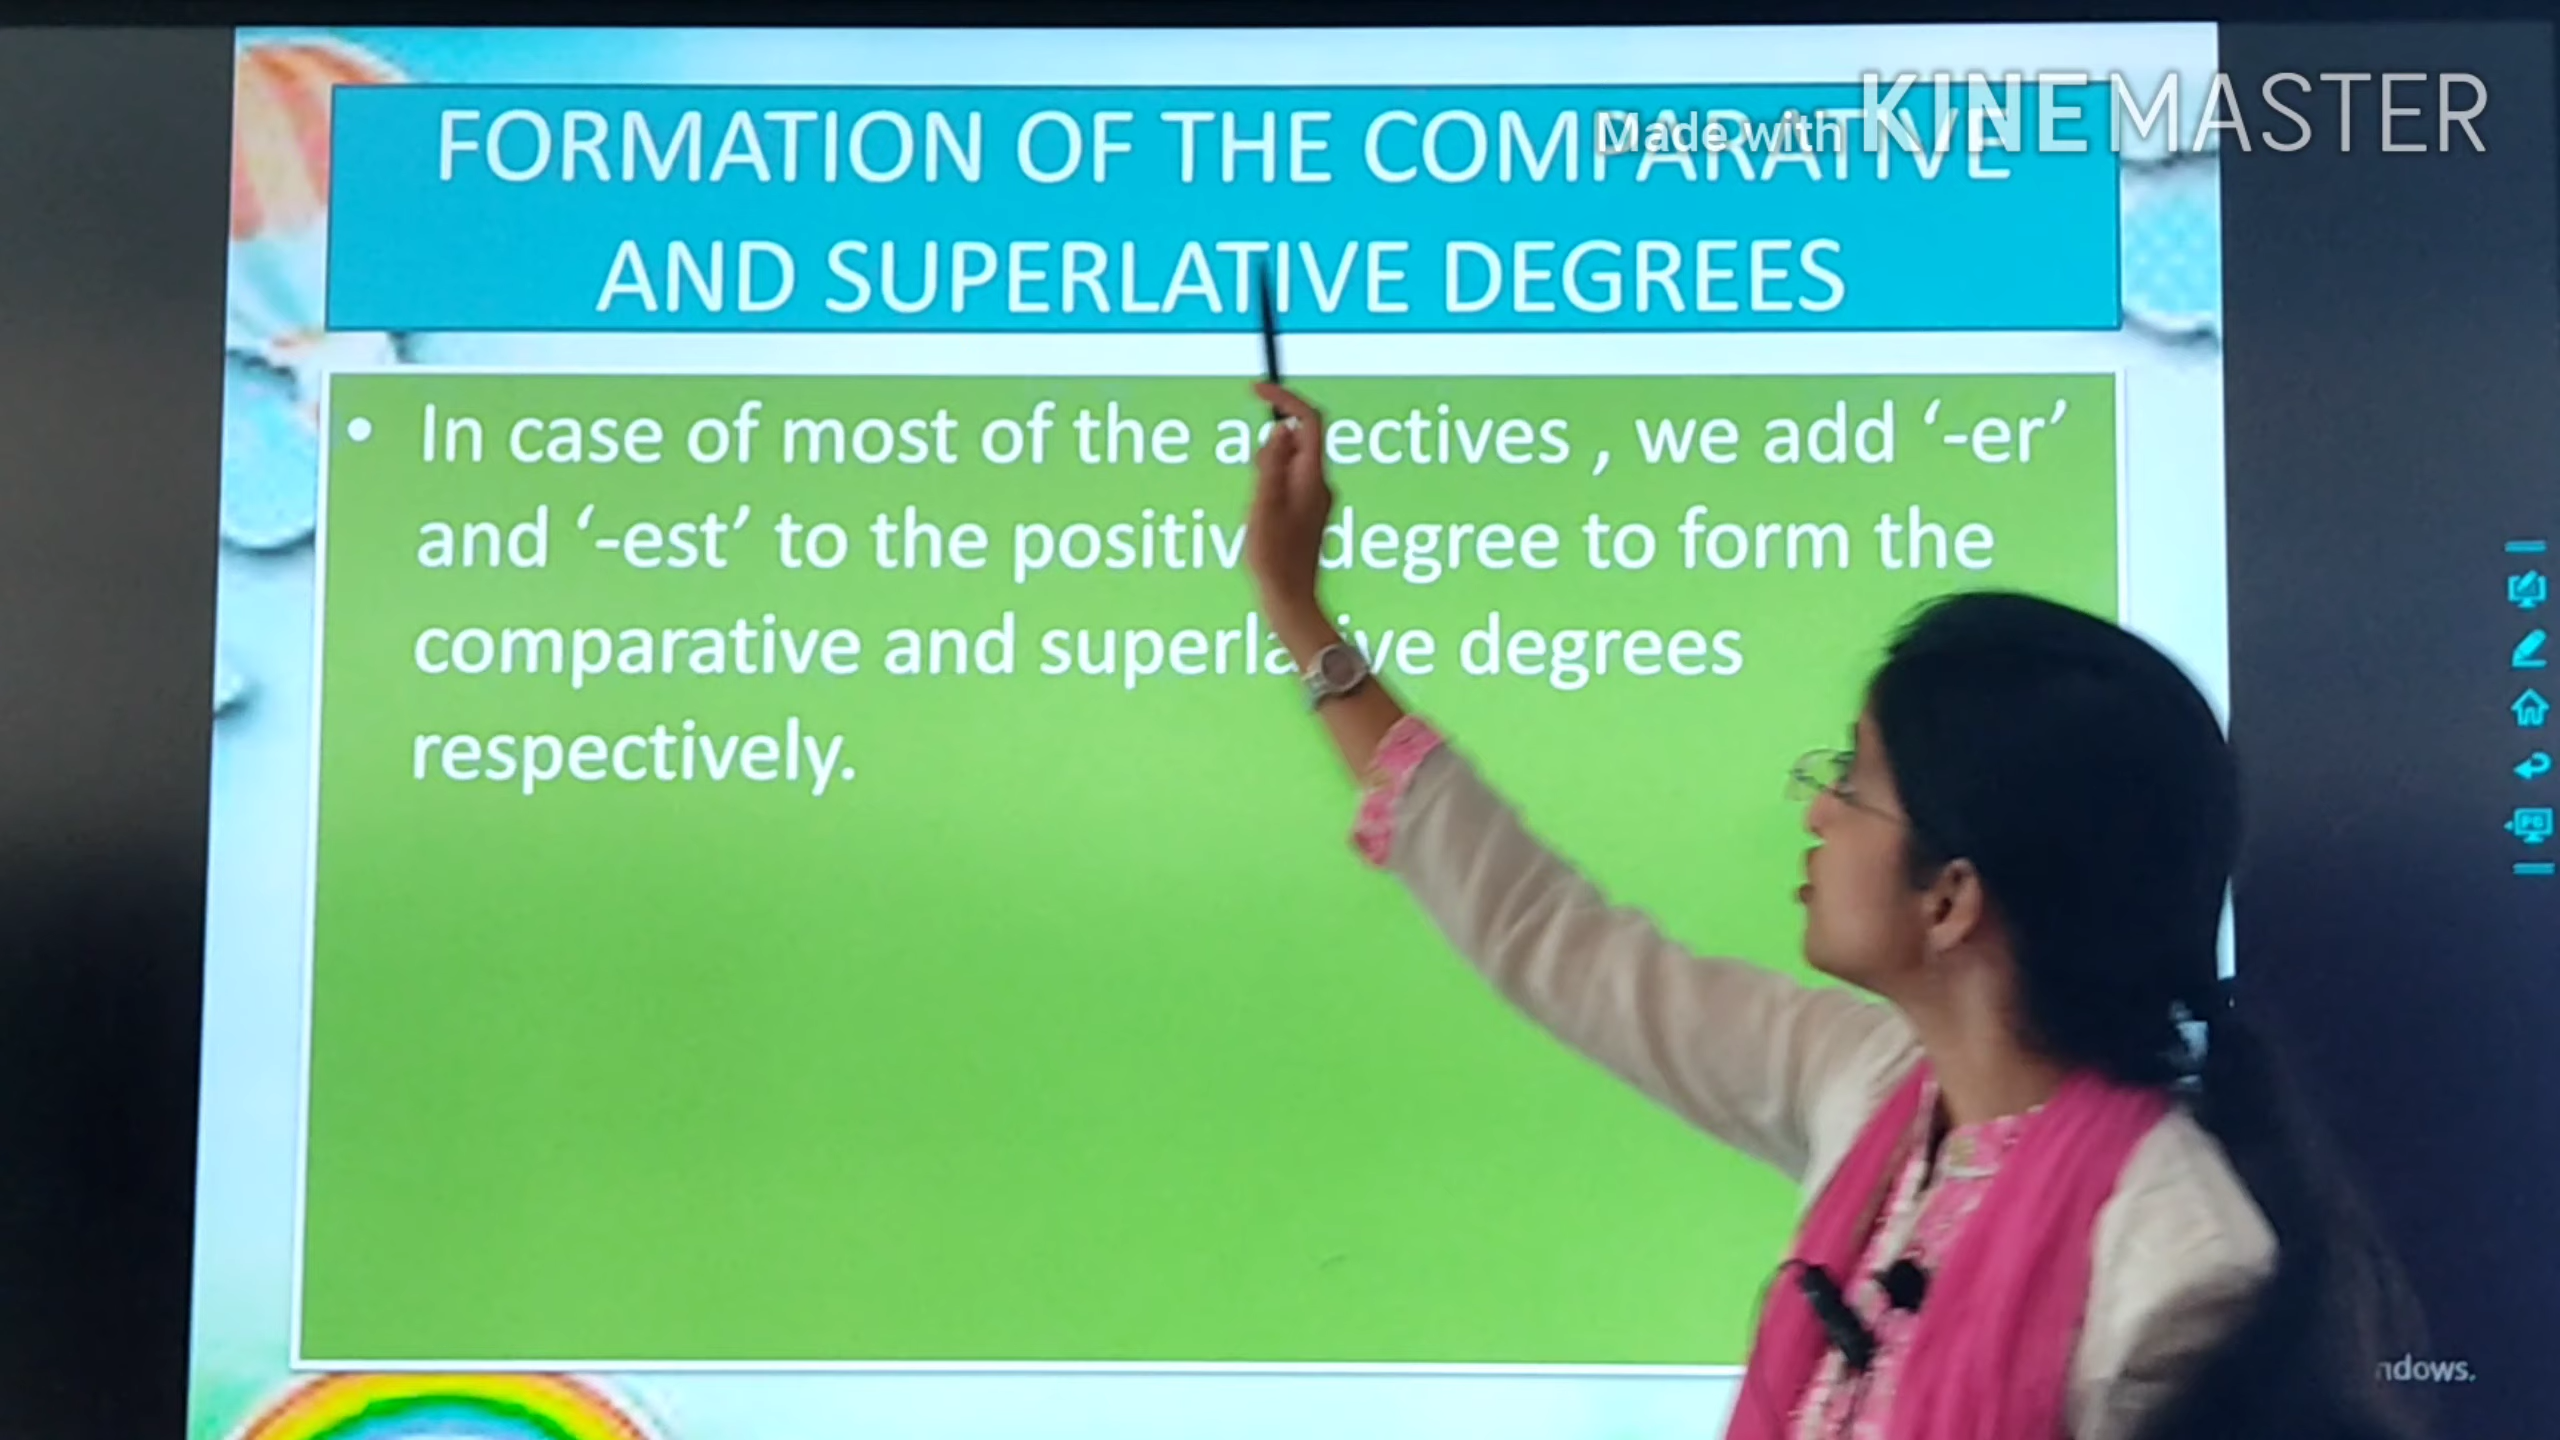 FORMATION OF THE COMPARATIVE
Made with KINEMASTER
AND SUPERLATIVE DEGREES
• In case of most of the adjectives , we add ‘-er’
and ‘-est’ to the positive degree to form the
comparative and superlative degrees
respectively.
PG